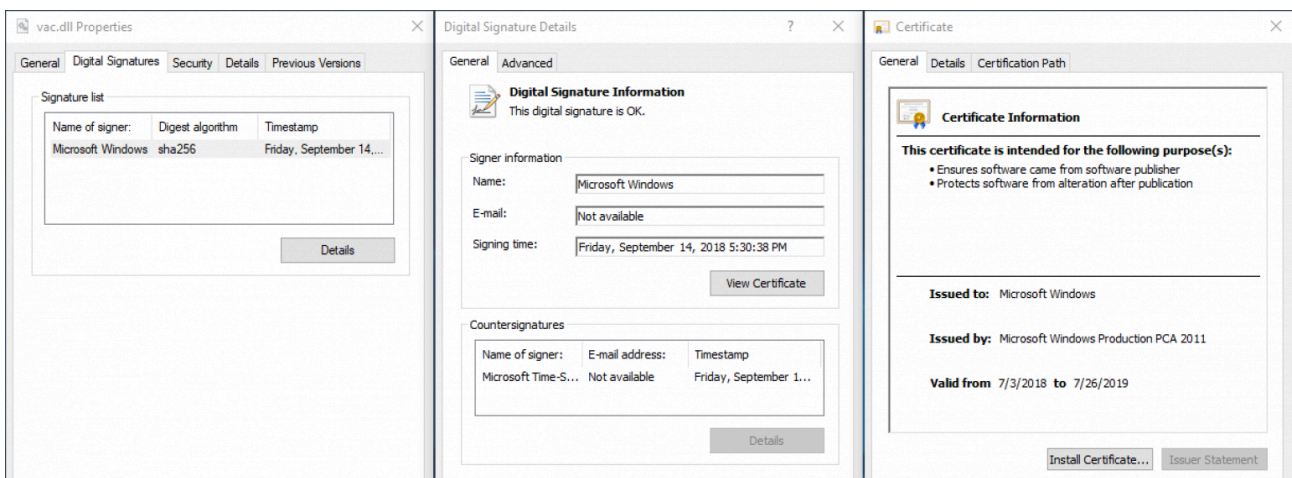 vac.dll Properties
General Digital Signatures Security Details Previous Versions
Signature list
Name of signer: Digest algorithm Timestamp
Microsoft Windows sha256 Friday, September 14,...
Details
Digital Signature Details
General Advanced
Digital Signature Information
This digital signature is OK.
Signer information
Name: Microsoft Windows
E-mail: Not available
Signing time: Friday, September 14, 2018 5:30:38 PM
View Certificate
Countersignatures
Name of signer: E-mail address: Timestamp
Microsoft Time-S... Not available Friday, September 1...
Details
Certificate
General Details Certification Path
Certificate Information
This certificate is intended for the following purpose(s):
• Ensures software came from software publisher
• Protects software from alteration after publication
Issued to: Microsoft Windows
Issued by: Microsoft Windows Production PCA 2011
Valid from 7/3/2018 to 7/26/2019
Install Certificate... Issuer Statement